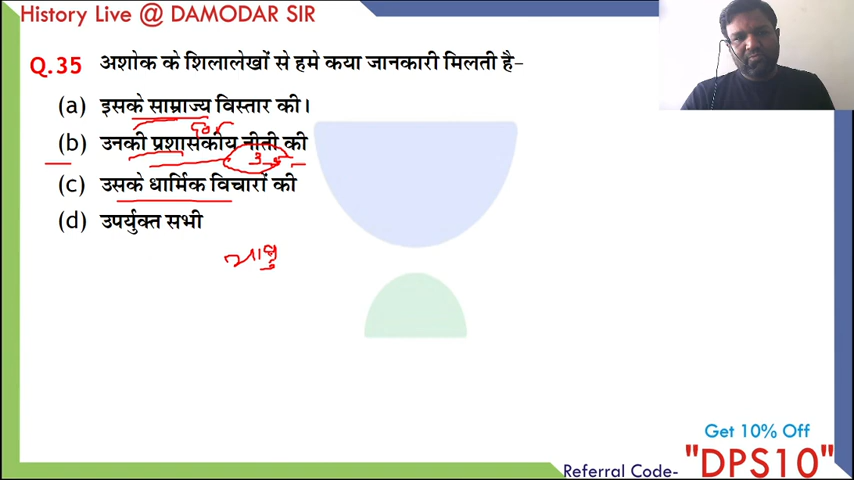 History Live @ DAMODAR SIR
Q.35 अशोक के शिलालेखों से हमे कया जानकारी मिलती है-
(a) इसके साम्राज्य विस्तार की।
(b) उनकी प्रशासकीय नीती की
3
(c) उसके धार्मिक विचारों की
(d) उपर्युक्त सभी
Get 10% Off
Referral Code- "DPS10"